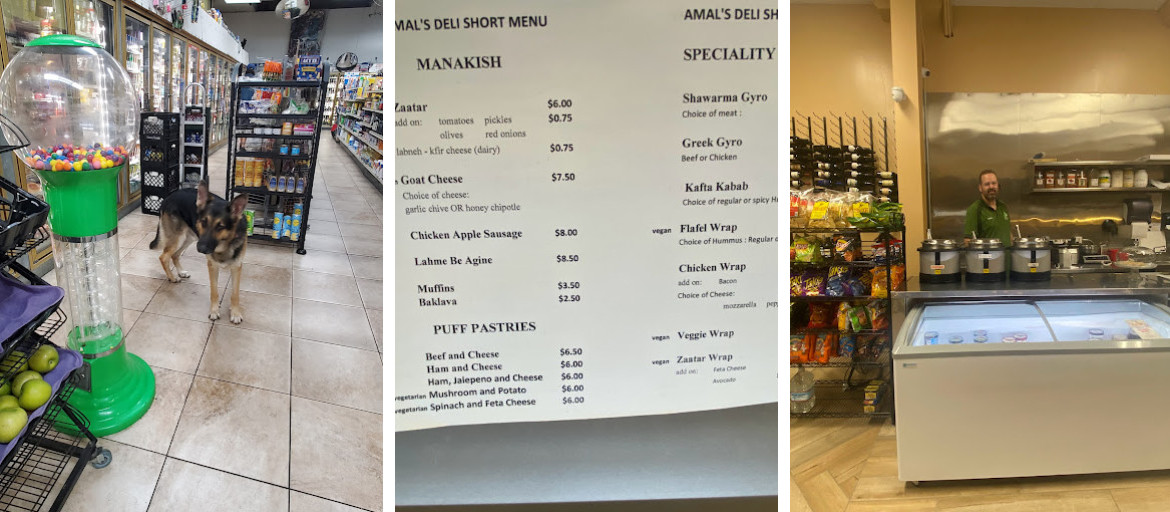 AMAL'S DELI SHORT MENU
MANAKISH
Zaatar $6.00
add on: tomatoes pickles $0.75
olives red onions
labneh - kfir cheese (dairy) $0.75
Goat Cheese $7.50
Choice of cheese:
garlic chive OR honey chipotle
Chicken Apple Sausage $8.00
Lahme Be Agine $8.50
Muffins $3.50
Baklava $2.50
PUFF PASTRIES
Beef and Cheese $6.50
Ham and Cheese $6.00
Ham, Jalepeno and Cheese $6.00
vegetarian Mushroom and Potato $6.00
vegetarian Spinach and Feta Cheese $6.00
AMAL'S DELI SH
SPECIALITY
Shawarma Gyro
Choice of meat :
Greek Gyro
Beef or Chicken
Kafta Kabab
Choice of regular or spicy H
vegan Flafel Wrap
Choice of Hummus : Regular o
Chicken Wrap
add on: Bacon
Choice of Cheese:
mozzarella pep
vegan Veggie Wrap
vegan Zaatar Wrap
add on: Feta Cheese
Avocado